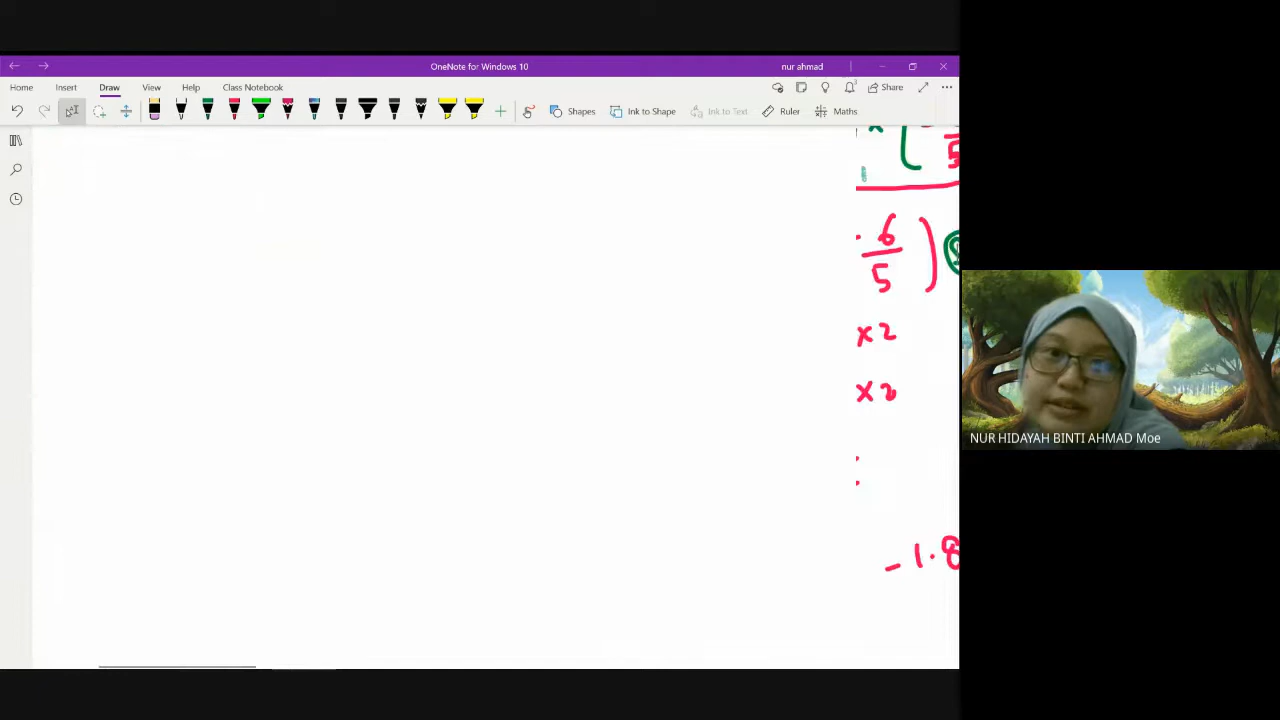 OneNote for Windows 10
nur ahmad
Home Insert Draw View Help Class Notebook
Share
Shapes Ink to Shape Ink to Text Ruler Maths
5
6
5
x 2
x 2
- 1.8
NUR HIDAYAH BINTI AHMAD Moe